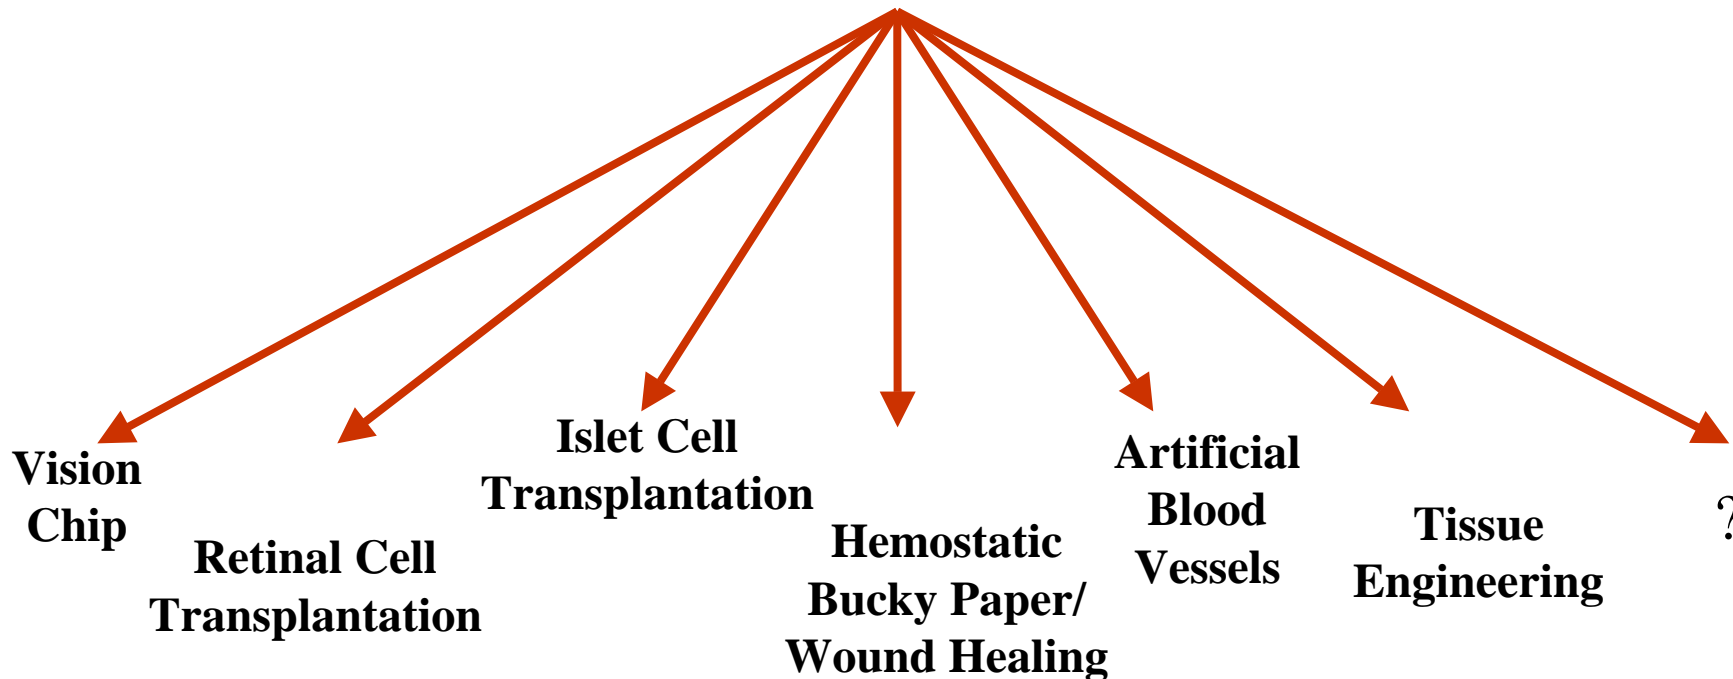 Vision
Chip
Retinal Cell
Transplantation
Islet Cell
Transplantation
Hemostatic
Bucky Paper/
Wound Healing
Artificial
Blood
Vessels
Tissue
Engineering
?